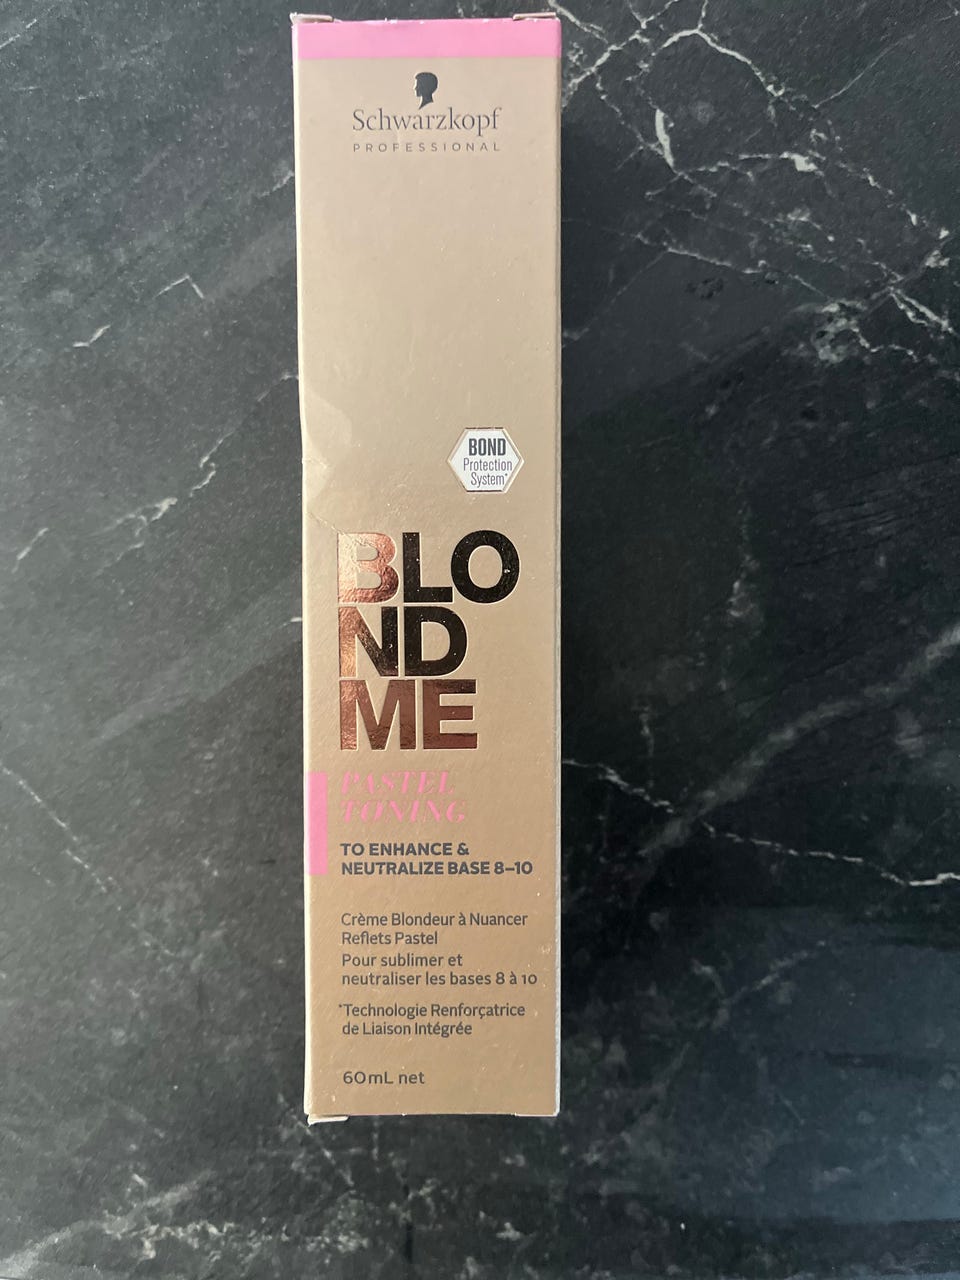 Schwarzkopf
PROFESSIONAL
BOND
Protection
System*
BLO
ND
ME
PASTEL
TONING
TO ENHANCE &
NEUTRALIZE BASE 8–10
Crème Blondeur à Nuancer
Reflets Pastel
Pour sublimer et
neutraliser les bases 8 à 10
*Technologie Renforçatrice
de Liaison Intégrée
60mL net